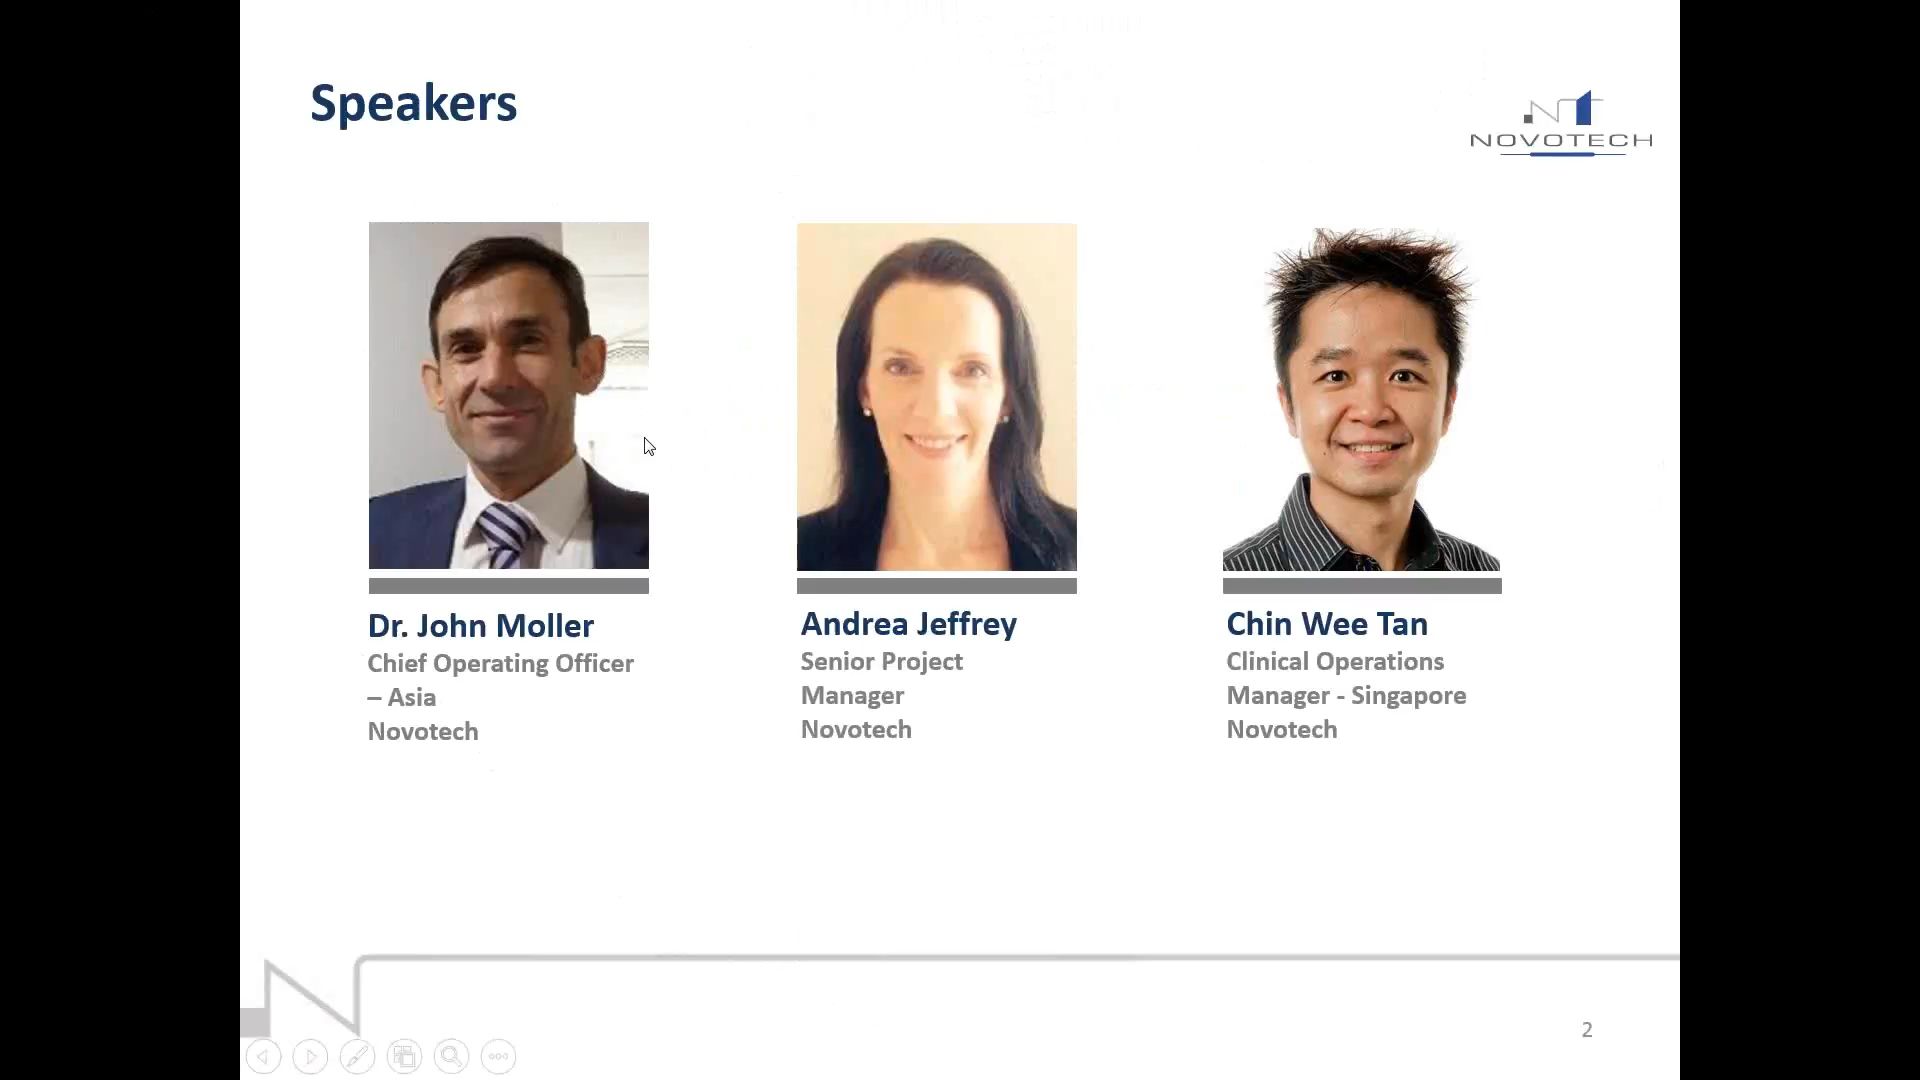 Speakers
NOVOTECH
Dr. John Moller
Chief Operating Officer
– Asia
Novotech
Andrea Jeffrey
Senior Project
Manager
Novotech
Chin Wee Tan
Clinical Operations
Manager - Singapore
Novotech
2